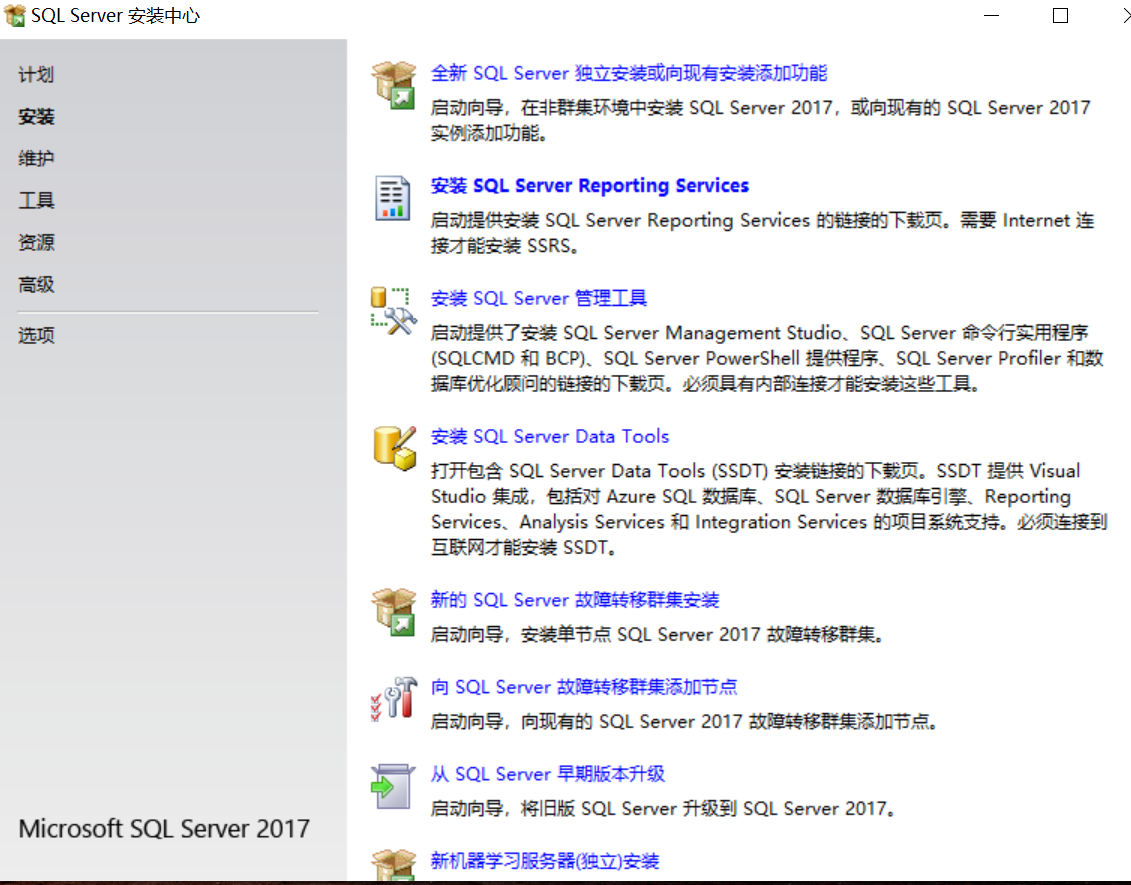 SQL Server 安装中心
计划
安装
维护
工具
资源
高级
选项
Microsoft SQL Server 2017
全新 SQL Server 独立安装或向现有安装添加功能
启动向导，在非群集环境中安装 SQL Server 2017，或向现有的 SQL Server 2017
实例添加功能。
安装 SQL Server Reporting Services
启动提供安装 SQL Server Reporting Services 的链接的下载页。需要 Internet 连
接才能安装 SSRS。
安装 SQL Server 管理工具
启动提供了安装 SQL Server Management Studio、SQL Server 命令行实用程序
(SQLCMD 和 BCP)、SQL Server PowerShell 提供程序、SQL Server Profiler 和数
据库优化顾问的链接的下载页。必须具有内部连接才能安装这些工具。
安装 SQL Server Data Tools
打开包含 SQL Server Data Tools (SSDT) 安装链接的下载页。SSDT 提供 Visual
Studio 集成，包括对 Azure SQL 数据库、SQL Server 数据库引擎、Reporting
Services、Analysis Services 和 Integration Services 的项目系统支持。必须连接到
互联网才能安装 SSDT。
新的 SQL Server 故障转移群集安装
启动向导，安装单节点 SQL Server 2017 故障转移群集。
向 SQL Server 故障转移群集添加节点
启动向导，向现有的 SQL Server 2017 故障转移群集添加节点。
从 SQL Server 早期版本升级
启动向导，将旧版 SQL Server 升级到 SQL Server 2017。
新机器学习服务器(独立)安装